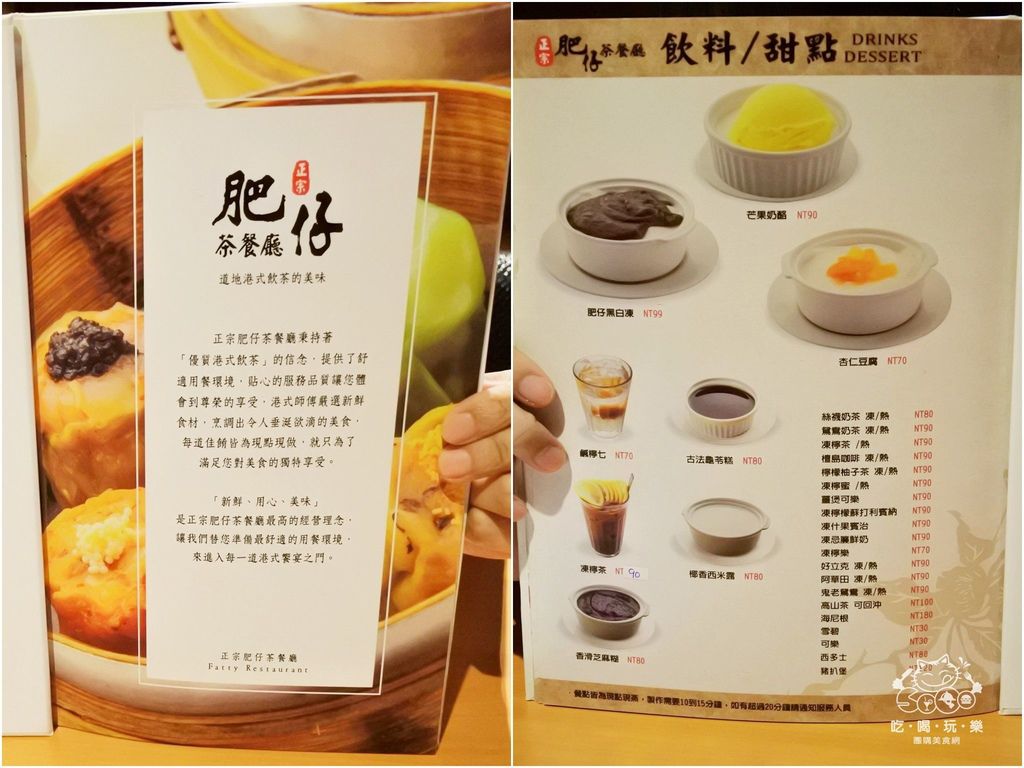 正宗
肥仔
茶餐廳
道地港式飲茶的美味
正宗肥仔茶餐廳秉持著
「優質港式飲茶」的信念，提供了舒
適用餐環境，貼心的服務品質讓您體
會到尊榮的享受，港式師傅嚴選新鮮
食材，烹調出令人垂涎欲滴的美食，
每道佳餚皆為現點現做，就只為了
滿足您對美食的獨特享受。
「新鮮、用心、美味」
是正宗肥仔茶餐廳最高的經營理念，
讓我們替您準備最舒適的用餐環境，
來進入每一道港式饗宴之門。
正宗肥仔茶餐廳
Fatty Restaurant
正宗 肥仔茶餐廳 飲料/甜點 DRINKS DESSERT
芒果奶酪 NT90
肥仔黑白凍 NT99
杏仁豆腐 NT70
鹹檸七 NT70
古法龜苓糕 NT80
凍檸茶 NT 90
椰香西米露 NT80
香滑芝麻糊 NT80
絲襪奶茶 凍/熱 NT80
鴛鴦奶茶 凍/熱 NT90
凍檸茶 /熱 NT90
檀島咖啡 凍/熱 NT90
檸檬柚子茶 凍/熱 NT90
凍檸蜜 /熱 NT90
薑煲可樂 NT90
凍檸檬蘇打利賓納 NT90
凍什果賓治 NT90
凍忌廉鮮奶 NT90
凍檸樂 NT70
好立克 凍/熱 NT90
阿華田 凍/熱 NT90
鬼老鴛鴦 凍/熱 NT90
高山茶 可回沖 NT100
海尼根 NT180
雪碧 NT30
可樂 NT30
西多士 NT80
豬扒堡
餐點皆為現點現蒸，製作需要10到15分鐘，如有超過20分鐘請通知服務人員
吃・喝・玩・樂
團購美食網